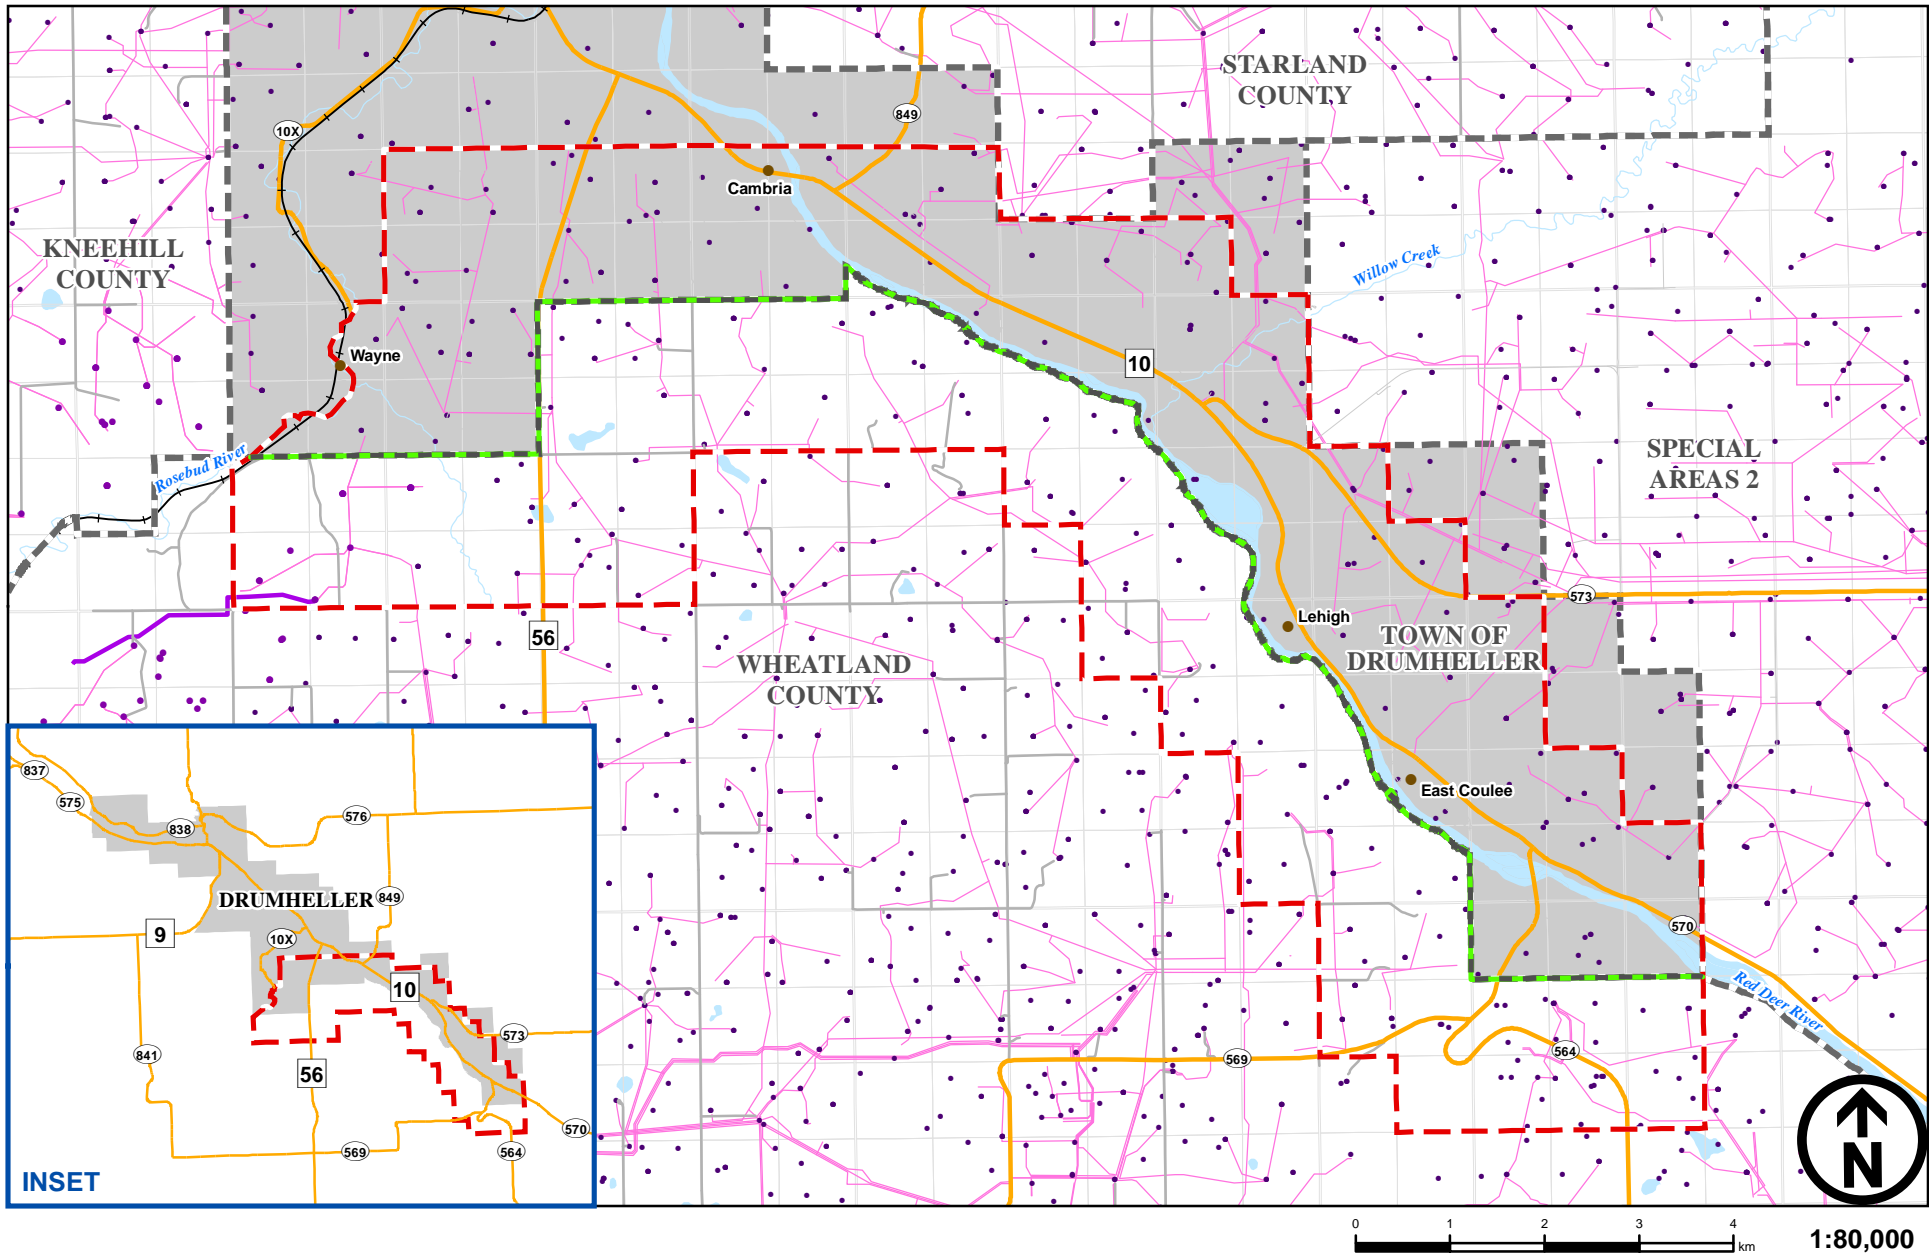 STARLAND
COUNTY
10X
849
Cambria
KNEEHILL
COUNTY
Willow Creek
Wayne
10
Rosebud River
SPECIAL
AREAS 2
573
56
Lehigh
TOWN OF
DRUMHELLER
WHEATLAND
COUNTY
East Coulee
570
Red Deer River
569
564
837
575
838
576
DRUMHELLER
849
9
10X
10
573
841
56
570
569
564
INSET
N
0 1 2 3 4
km
1:80,000